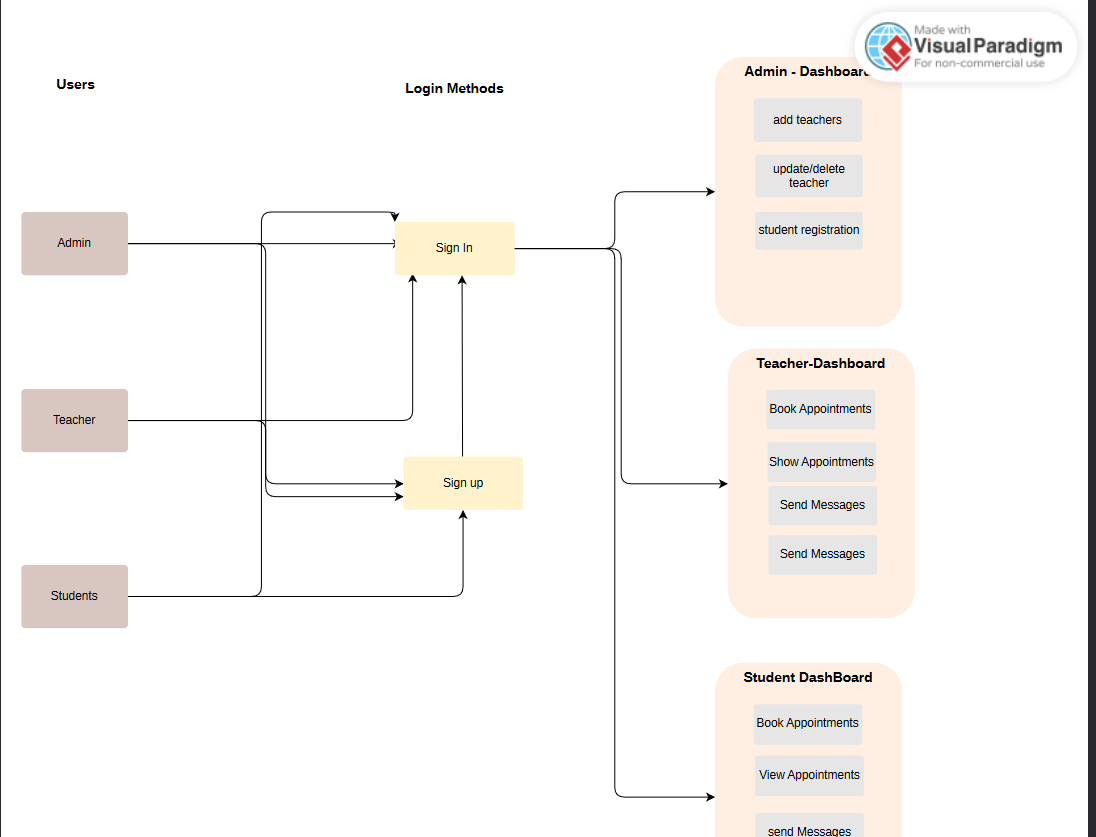 Made with
Visual Paradigm
For non-commercial use
Users
Login Methods
Admin - Dashboard
add teachers
update/delete
teacher
student registration
Admin
Sign In
Teacher-Dashboard
Book Appointments
Show Appointments
Send Messages
Send Messages
Teacher
Sign up
Students
Student DashBoard
Book Appointments
View Appointments
send Messages